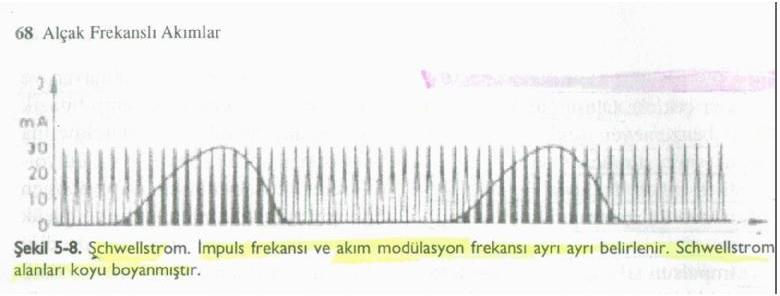 68 Alçak Frekanslı Akımlar
mA
30
20
10
0
Şekil 5-8. Schwellstrom. İmpuls frekansı ve akım modülasyon frekansı ayrı ayrı belirlenir. Schwellstrom
alanları koyu boyanmıştır.